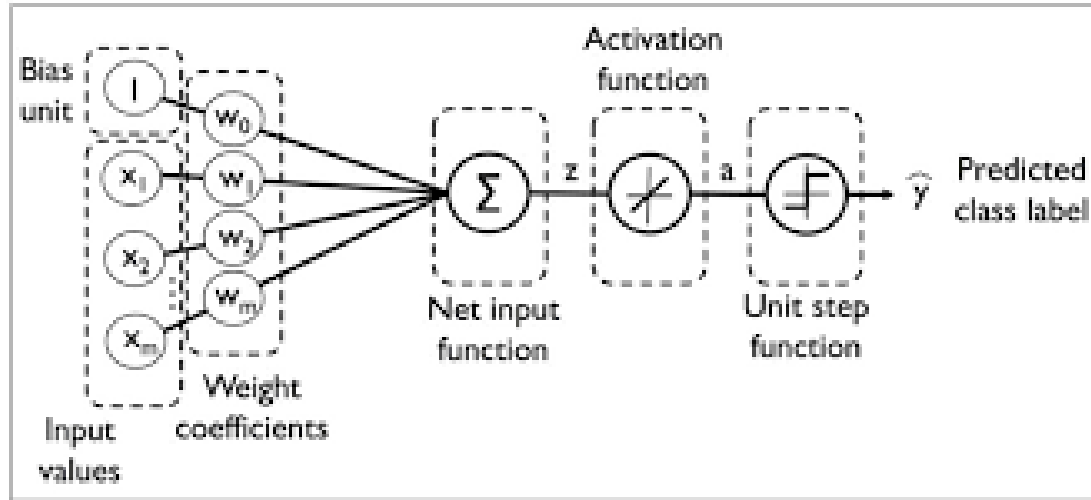 Activation
function
Bias
unit
1
w0
x1
w1
x2
w2
xm
wm
Σ
z
a
ŷ
Predicted
class label
Net input
function
Unit step
function
Weight
coefficients
Input
values